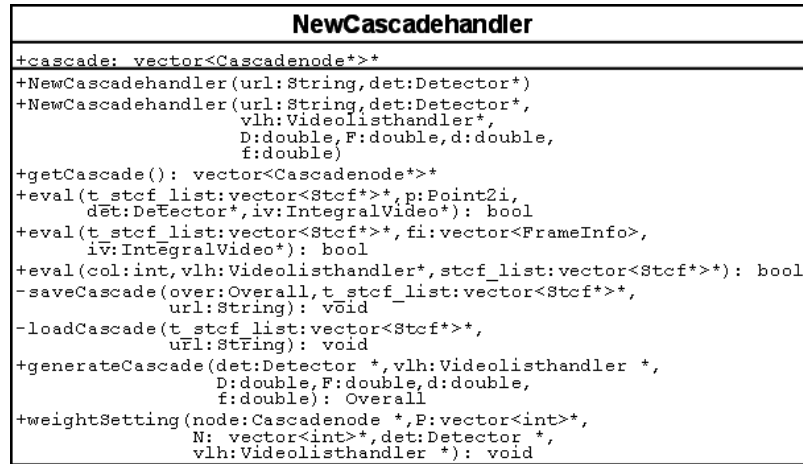 NewCascadehandler
+cascade: vector<Cascadenode*>*
+NewCascadehandler(url:String,det:Detector*)
+NewCascadehandler(url:String,det:Detector*,
vlh:Videolisthandler*,
D:double,F:double,d:double,
f:double)
+getCascade(): vector<Cascadenode*>*
+eval(t_stcf_list:vector<Stcf*>*,p:Point2i,
det:Detector*,iv:IntegralVideo*): bool
+eval(t_stcf_list:vector<Stcf*>*,fi:vector<FrameInfo>,
iv:IntegralVideo*): bool
+eval(col:int,vlh:Videolisthandler*,stcf_list:vector<Stcf*>*): bool
-saveCascade(over:Overall,t_stcf_list:vector<Stcf*>*,
url:String): void
-loadCascade(t_stcf_list:vector<Stcf*>*,
url:String): void
+generateCascade(det:Detector *,vlh:Videolisthandler *,
D:double,F:double,d:double,
f:double): Overall
+weightSetting(node:Cascadenode *,P:vector<int>*,
N: vector<int>*,det:Detector *,
vlh:Videolisthandler *): void